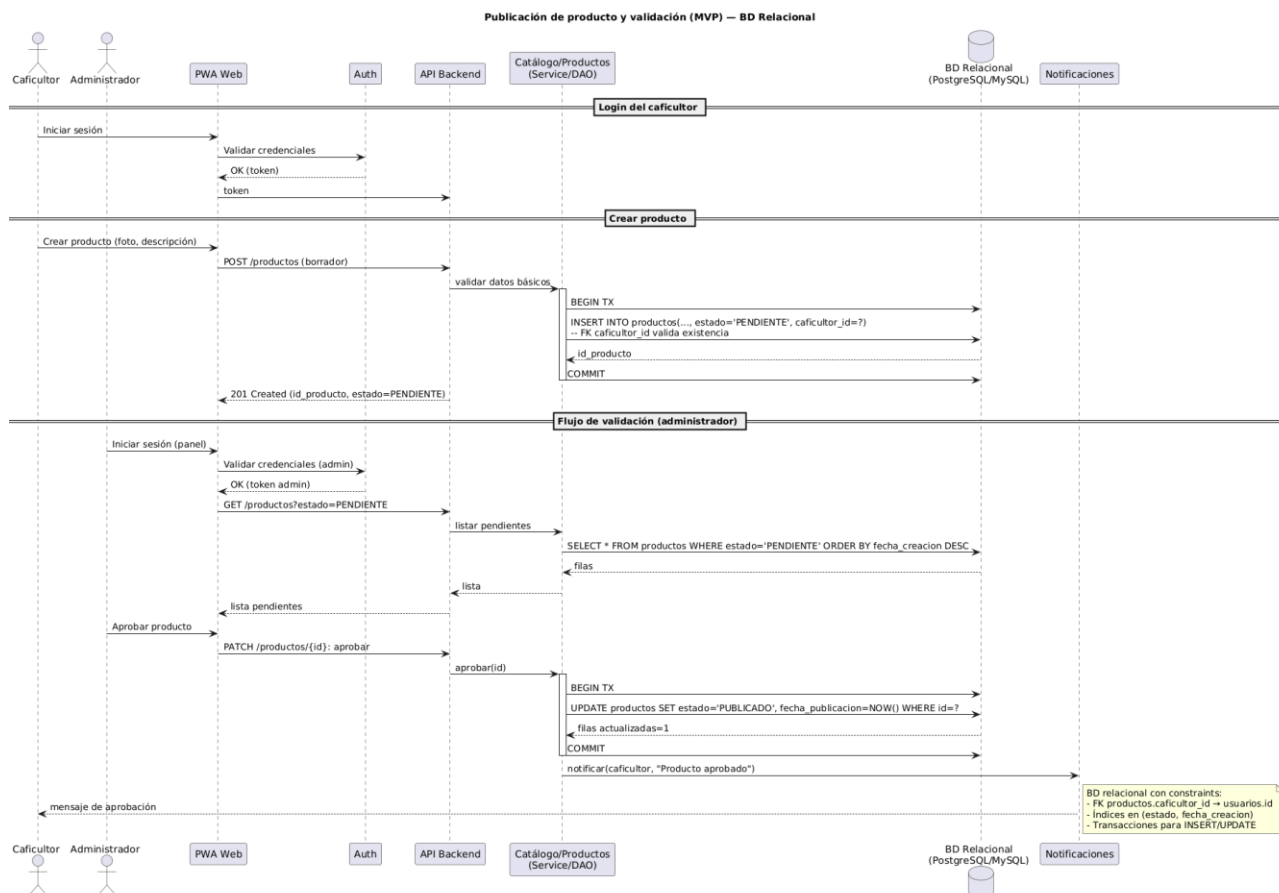 Publicación de producto y validación (MVP) — BD Relacional
Caficultor
Administrador
PWA Web
Auth
API Backend
Catálogo/Productos
(Service/DAO)
BD Relacional
(PostgreSQL/MySQL)
Notificaciones
Login del caficultor
Iniciar sesión
Validar credenciales
OK (token)
token
Crear producto
Crear producto (foto, descripción)
POST /productos (borrador)
validar datos básicos
BEGIN TX
INSERT INTO productos(..., estado='PENDIENTE', caficultor_id=?)
-- FK caficultor_id valida existencia
id_producto
COMMIT
201 Created (id_producto, estado=PENDIENTE)
Flujo de validación (administrador)
Iniciar sesión (panel)
Validar credenciales (admin)
OK (token admin)
GET /productos?estado=PENDIENTE
listar pendientes
SELECT * FROM productos WHERE estado='PENDIENTE' ORDER BY fecha_creacion DESC
filas
lista
lista pendientes
Aprobar producto
PATCH /productos/{id}: aprobar
aprobar(id)
BEGIN TX
UPDATE productos SET estado='PUBLICADO', fecha_publicacion=NOW() WHERE id=?
filas actualizadas=1
COMMIT
notificar(caficultor, "Producto aprobado")
BD relacional con constraints:
- FK productos.caficultor_id → usuarios.id
- Índices en (estado, fecha_creacion)
- Transacciones para INSERT/UPDATE
mensaje de aprobación
Caficultor
Administrador
PWA Web
Auth
API Backend
Catálogo/Productos
(Service/DAO)
BD Relacional
(PostgreSQL/MySQL)
Notificaciones